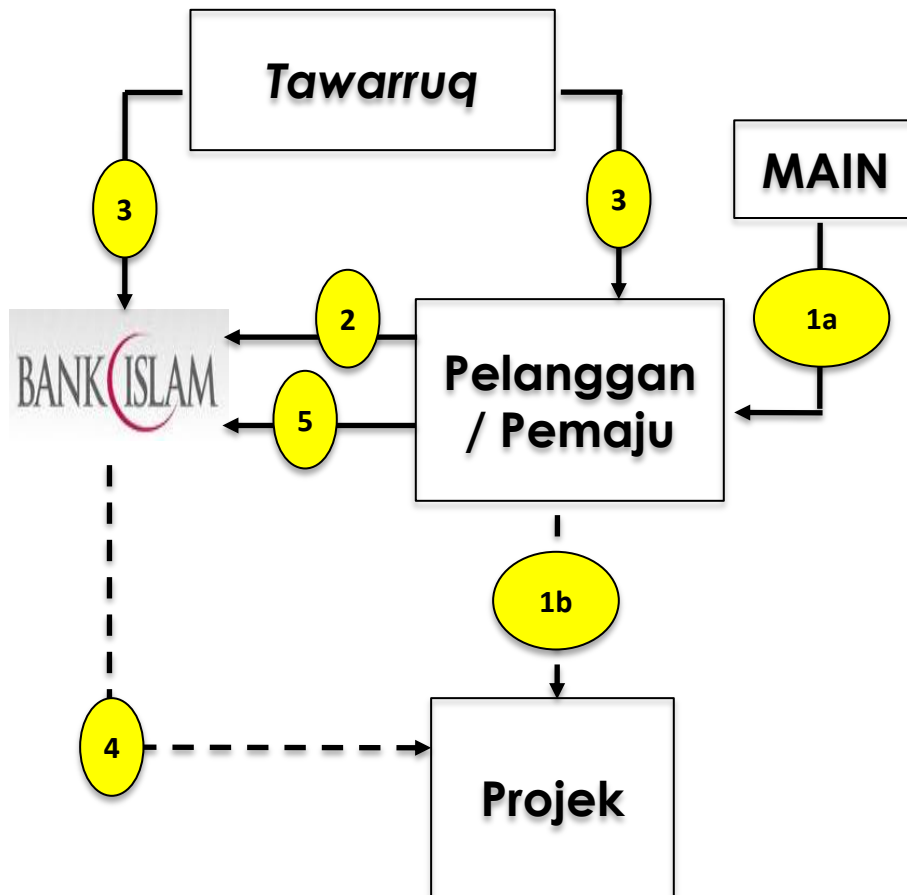 Tawarruq
MAIN
3
3
1a
2
BANK ISLAM
Pelanggan
/ Pemaju
5
1b
4
Projek